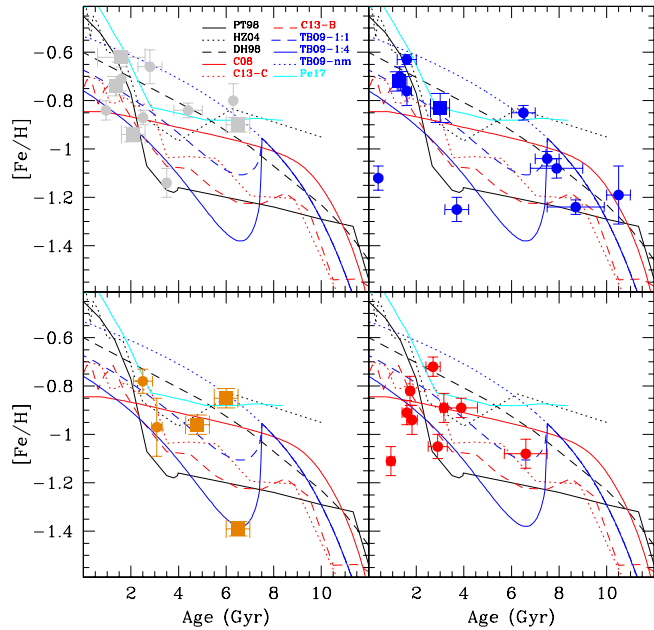 PT98
HZ04
DH98
C08
C13-C
C13-B
TB09-1:1
TB09-1:4
TB09-nm
Pe17
[Fe/H]
−0.6
−0.8
−1
−1.2
−1.4
[Fe/H]
−0.6
−0.8
−1
−1.2
−1.4
0 2 4 6 8 10
2 4 6 8 10
Age (Gyr)
Age (Gyr)